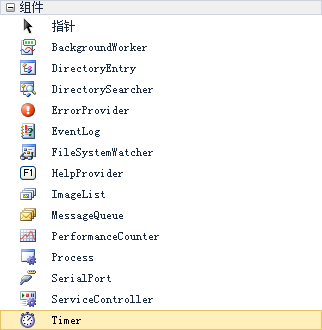 组件
指针
BackgroundWorker
DirectoryEntry
DirectorySearcher
ErrorProvider
EventLog
FileSystemWatcher
F1 HelpProvider
ImageList
MessageQueue
PerformanceCounter
Process
SerialPort
ServiceController
Timer